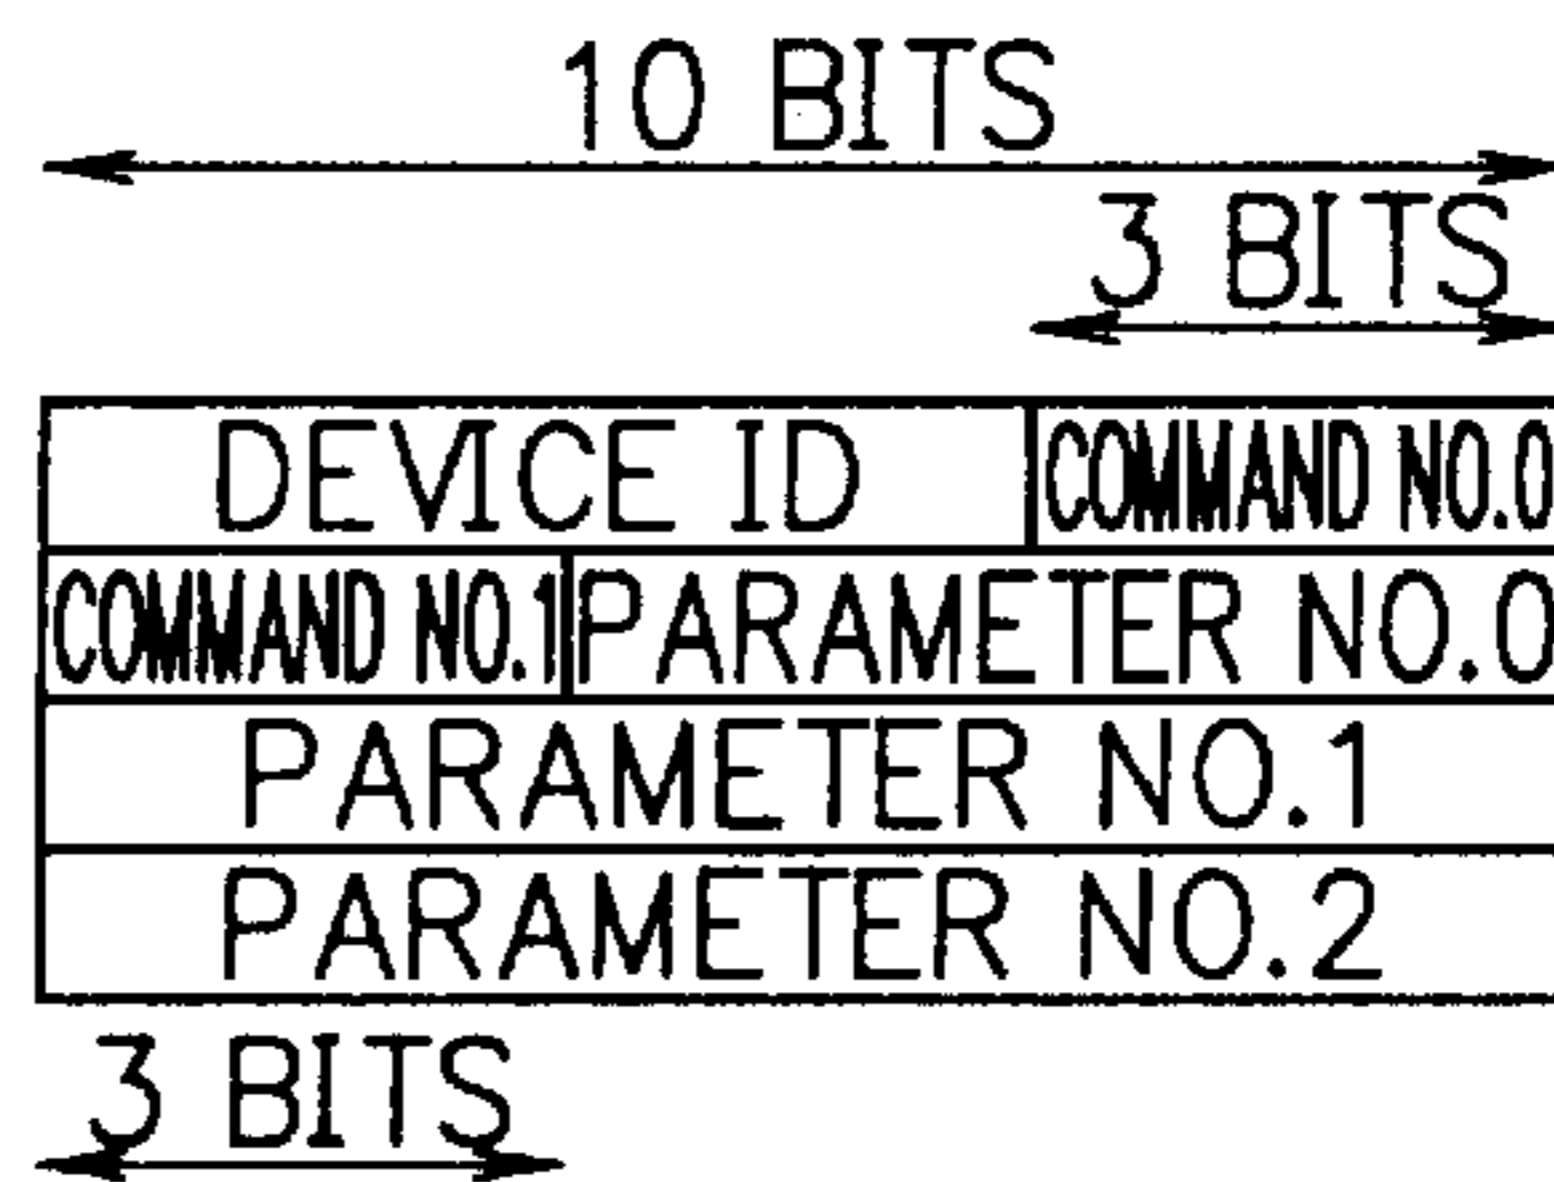 10 BITS
3 BITS
DEVICE ID COMMAND NO.0
COMMAND NO.1 PARAMETER NO.0
PARAMETER NO.1
PARAMETER NO.2
3 BITS